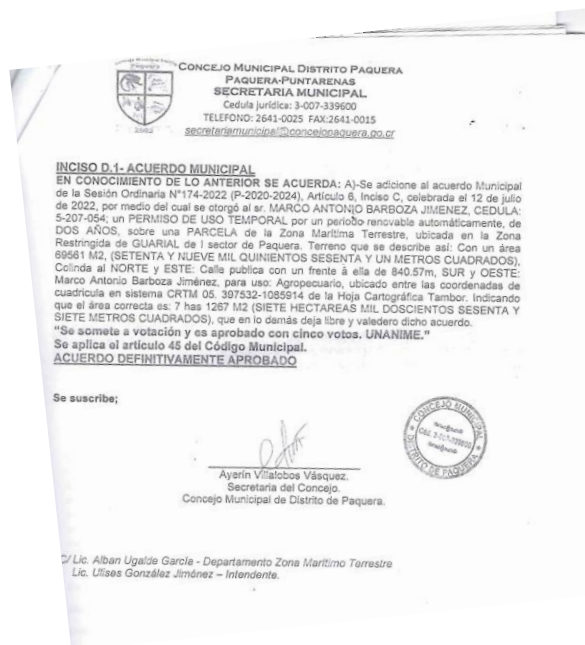 CONCEJO MUNICIPAL DISTRITO PAQUERA
PAQUERA-PUNTARENAS
SECRETARIA MUNICIPAL
Cedula jurídica: 3-007-339600
TELEFONO: 2641-0025 FAX:2641-0015
secretariamunicipal@concejopaquera.go.cr
INCISO D.1- ACUERDO MUNICIPAL
EN CONOCIMIENTO DE LO ANTERIOR SE ACUERDA: A)-Se adicione al acuerdo Municipal
de la Sesión Ordinaria N°174-2022 (P-2020-2024), Artículo 6, Inciso C, celebrada el 12 de julio
de 2022, por medio del cual se otorgó al sr. MARCO ANTONIO BARBOZA JIMENEZ, CEDULA:
5-207-054; un PERMISO DE USO TEMPORAL por un periodo renovable automáticamente, de
DOS AÑOS, sobre una PARCELA de la Zona Marítima Terrestre, ubicada en la Zona
Restringida de GUARIAL de l sector de Paquera. Terreno que se describe así: Con un área
69561 M2, (SETENTA Y NUEVE MIL QUINIENTOS SESENTA Y UN METROS CUADRADOS),
Colinda al NORTE y ESTE: Calle publica con un frente à ella de 840.57m, SUR y OESTE:
Marco Antonio Barboza Jiménez, para uso: Agropecuario, ubicado entre las coordenadas de
cuadricula en sistema CRTM 05. 397532-1085914 de la Hoja Cartográfica Tambor. Indicando
que el área correcta es: 7 has 1267 M2 (SIETE HECTAREAS MIL DOSCIENTOS SESENTA Y
SIETE METROS CUADRADOS), que en lo demás deja libre y valedero dicho acuerdo.
"Se somete a votación y es aprobado con cinco votos. UNANIME."
Se aplica el artículo 45 del Código Municipal.
ACUERDO DEFINITIVAMENTE APROBADO
Se suscribe;
CONCEJO MUNICIPAL
Céd. 3-007-339600
DISTRITO DE PAQUERA
Ayerín Villalobos Vásquez.
Secretaria del Concejo.
Concejo Municipal de Distrito de Paquera.
C/ Lic. Alban Ugalde García - Departamento Zona Marítimo Terrestre
Lic. Ulises González Jiménez – Intendente.